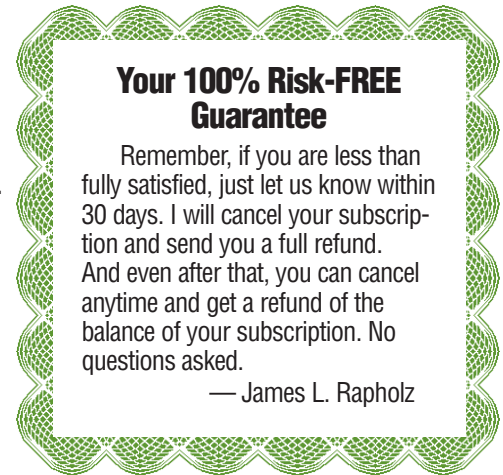 Your 100% Risk-FREE
Guarantee
Remember, if you are less than
fully satisfied, just let us know within
30 days. I will cancel your subscrip-
tion and send you a full refund.
And even after that, you can cancel
anytime and get a refund of the
balance of your subscription. No
questions asked.
— James L. Rapholz